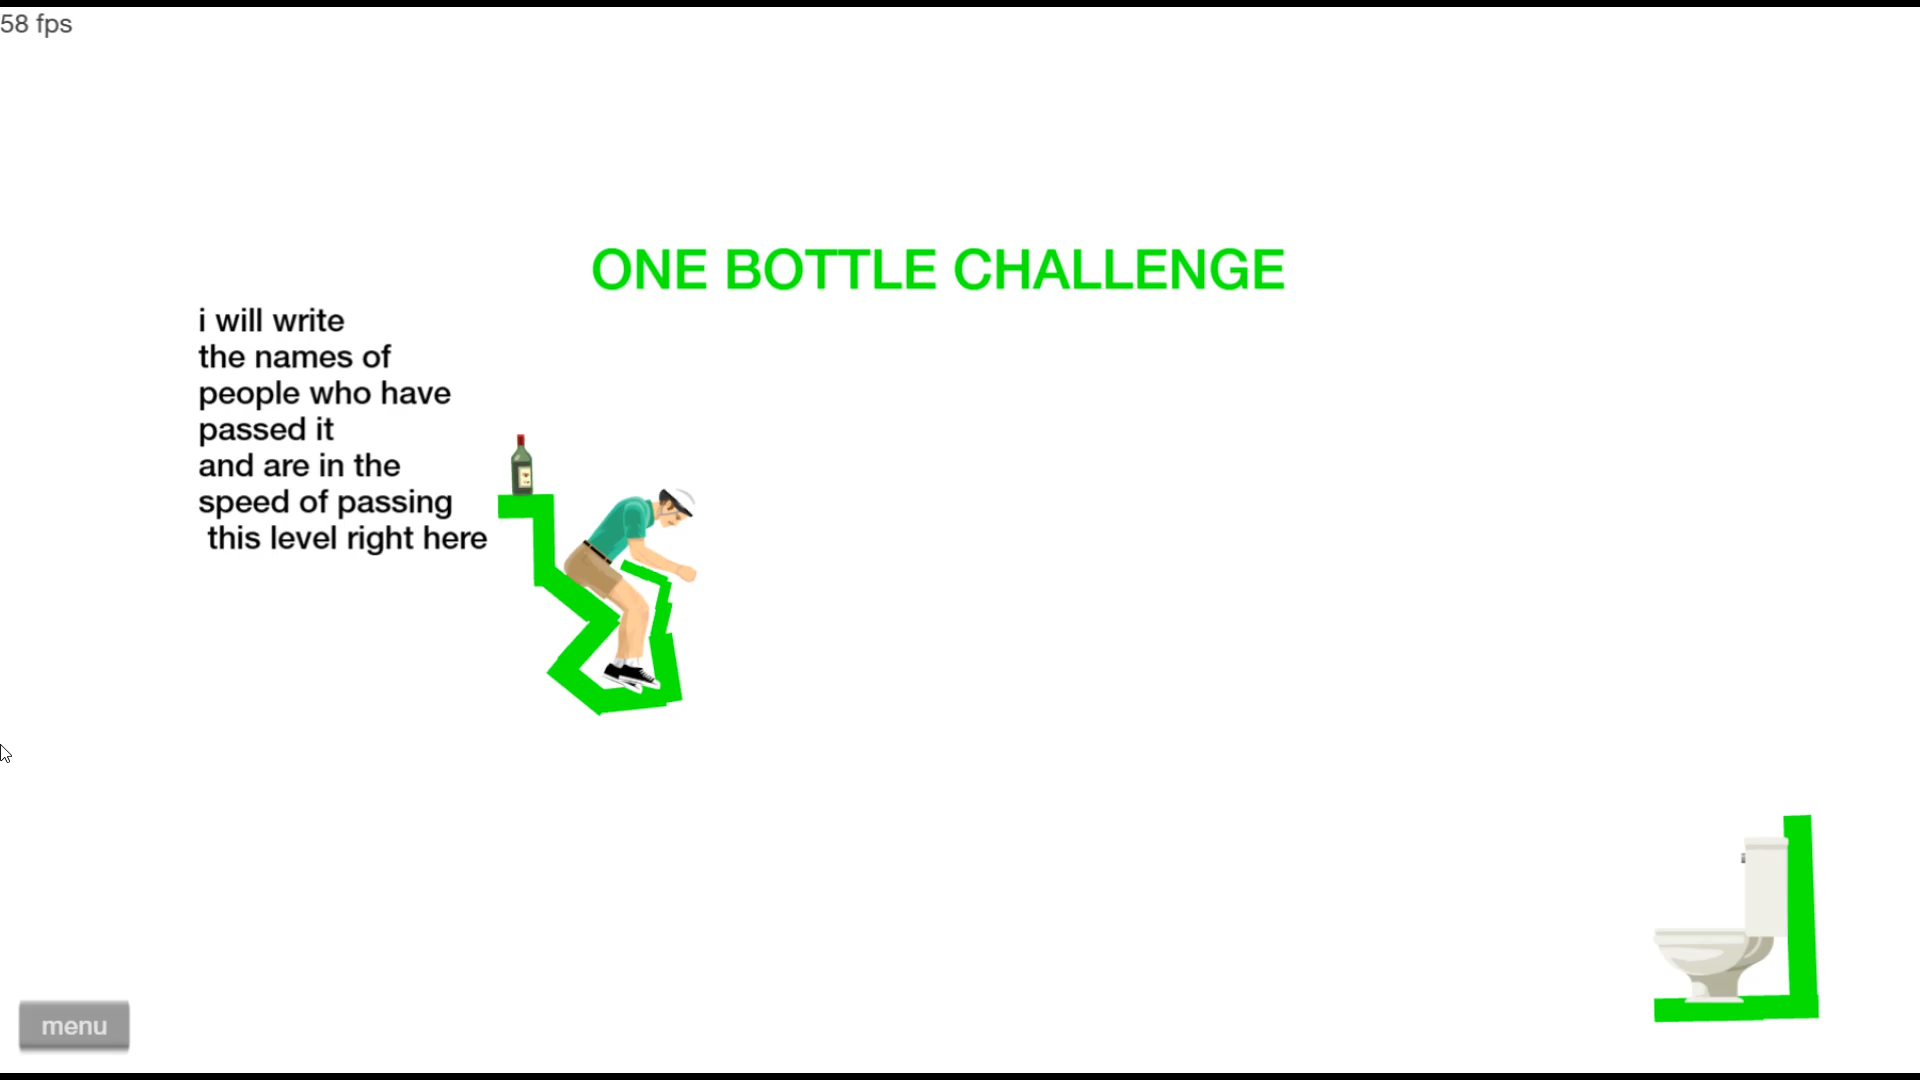 58 fps
ONE BOTTLE CHALLENGE
i will write
the names of
people who have
passed it
and are in the
speed of passing
this level right here
menu